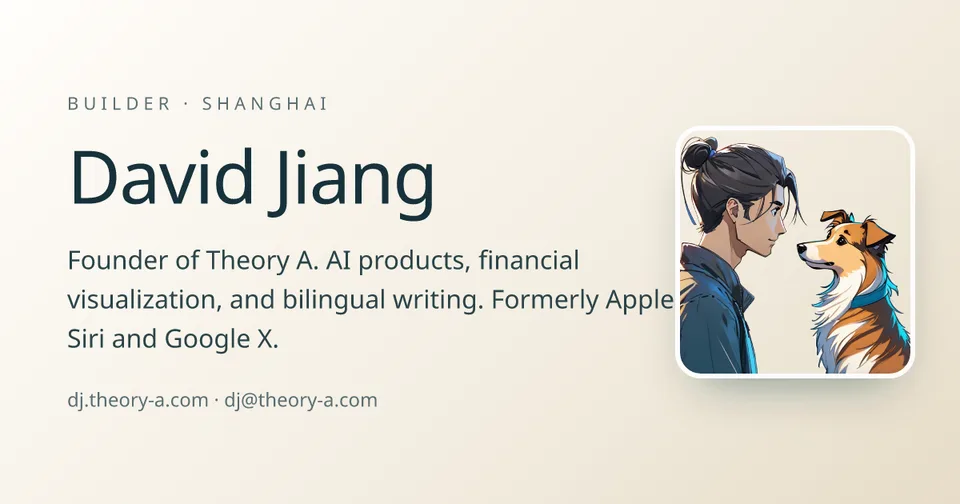 BUILDER · SHANGHAI
David Jiang
Founder of Theory A. AI products, financial
visualization, and bilingual writing. Formerly Apple
Siri and Google X.
dj.theory-a.com · dj@theory-a.com